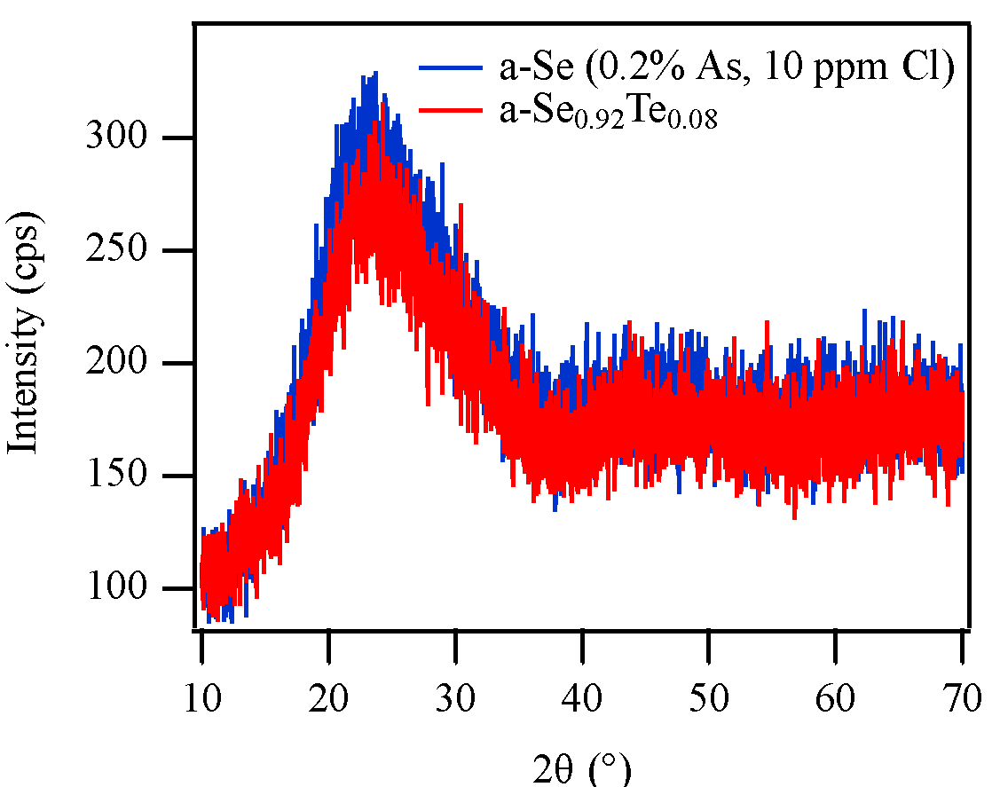 a-Se (0.2% As, 10 ppm Cl)
a-Se₀.₉₂Te₀.₀₈
Intensity (cps)
300
250
200
150
100
10 20 30 40 50 60 70
2θ (°)